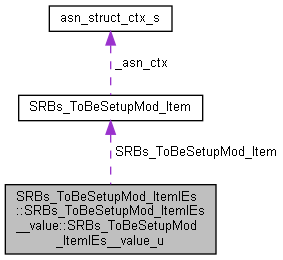 asn_struct_ctx_s
_asn_ctx
SRBs_ToBeSetupMod_Item
SRBs_ToBeSetupMod_Item
SRBs_ToBeSetupMod_ItemIEs
::SRBs_ToBeSetupMod_ItemIEs
__value::SRBs_ToBeSetupMod
_ItemIEs__value_u